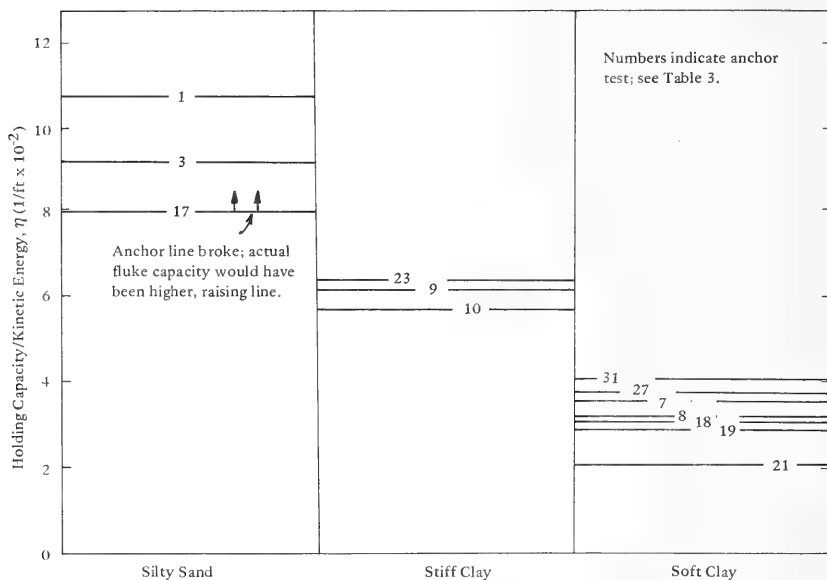 Holding Capacity/Kinetic Energy, η (1/ft x 10⁻²)
12
10
8
6
4
2
0
1
3
17
Anchor line broke; actual
fluke capacity would have
been higher, raising line.
23
9
10
Numbers indicate anchor
test; see Table 3.
31
27
7
8
18
19
21
Silty Sand
Stiff Clay
Soft Clay